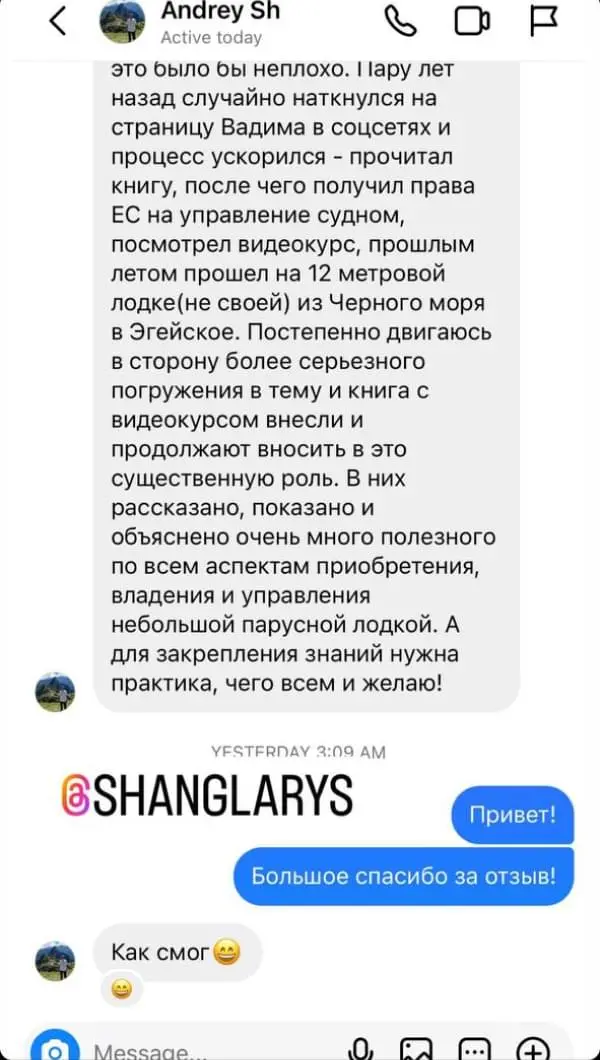 Andrey Sh
Active today
это было бы неплохо. Пару лет
назад случайно наткнулся на
страницу Вадима в соцсетях и
процесс ускорился - прочитал
книгу, после чего получил права
ЕС на управление судном,
посмотрел видеокурс, прошлым
летом прошел на 12 метровой
лодке(не своей) из Черного моря
в Эгейское. Постепенно двигаюсь
в сторону более серьезного
погружения в тему и книга с
видеокурсом внесли и
продолжают вносить в это
существенную роль. В них
рассказано, показано и
объяснено очень много полезного
по всем аспектам приобретения,
владения и управления
небольшой парусной лодкой. А
для закрепления знаний нужна
практика, чего всем и желаю!
YESTERDAY 3:09 AM
@SHANGLARYS
Привет!
Большое спасибо за отзыв!
Как смог😄
😄
Message...